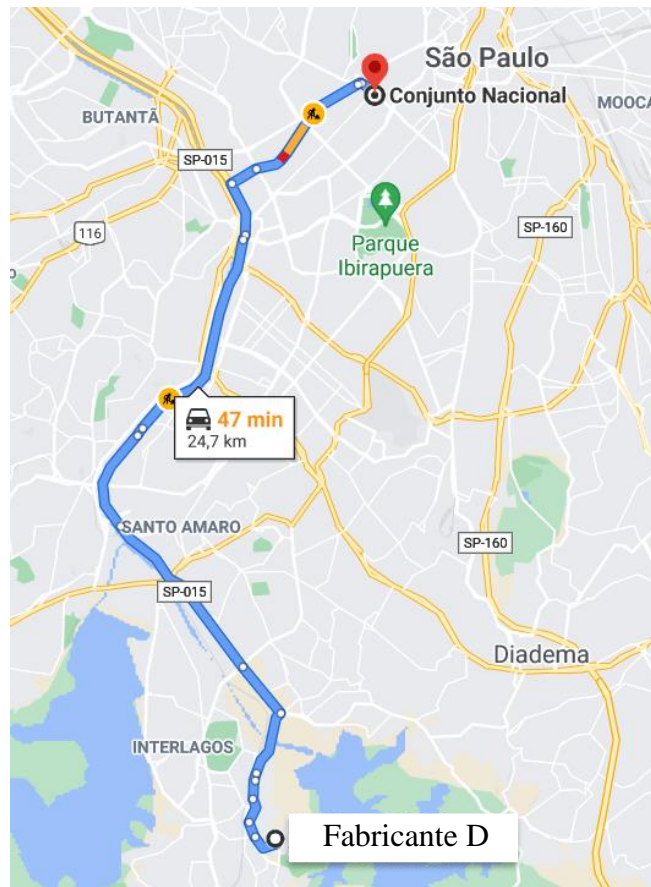 São Paulo
Conjunto Nacional
BUTANTÃ
MOOCA
SP-015
116
SP-160
Parque
Ibirapuera
47 min
24,7 km
SANTO AMARO
SP-160
SP-015
Diadema
INTERLAGOS
Fabricante D